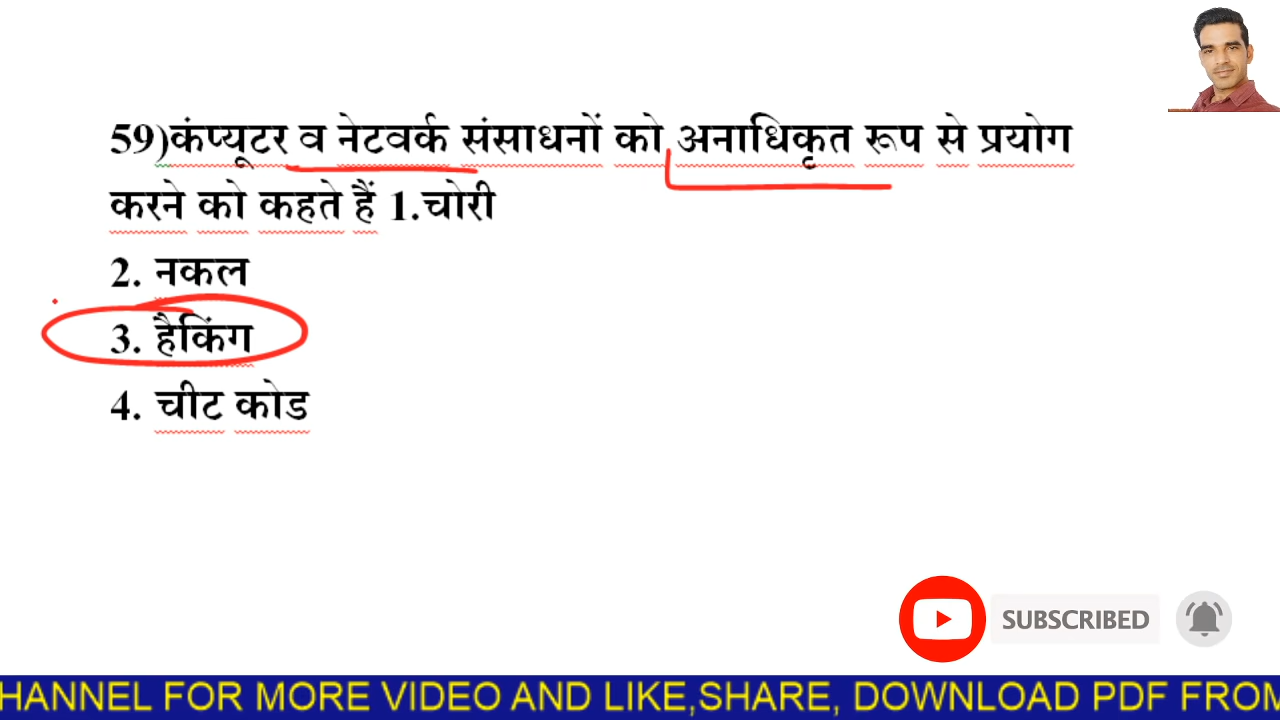 59)कंप्यूटर व नेटवर्क संसाधनों को अनाधिकृत रूप से प्रयोग
करने को कहते हैं 1.चोरी
2. नकल
3. हैकिंग
4. चीट कोड
SUBSCRIBED
HANNEL FOR MORE VIDEO AND LIKE,SHARE, DOWNLOAD PDF FROM